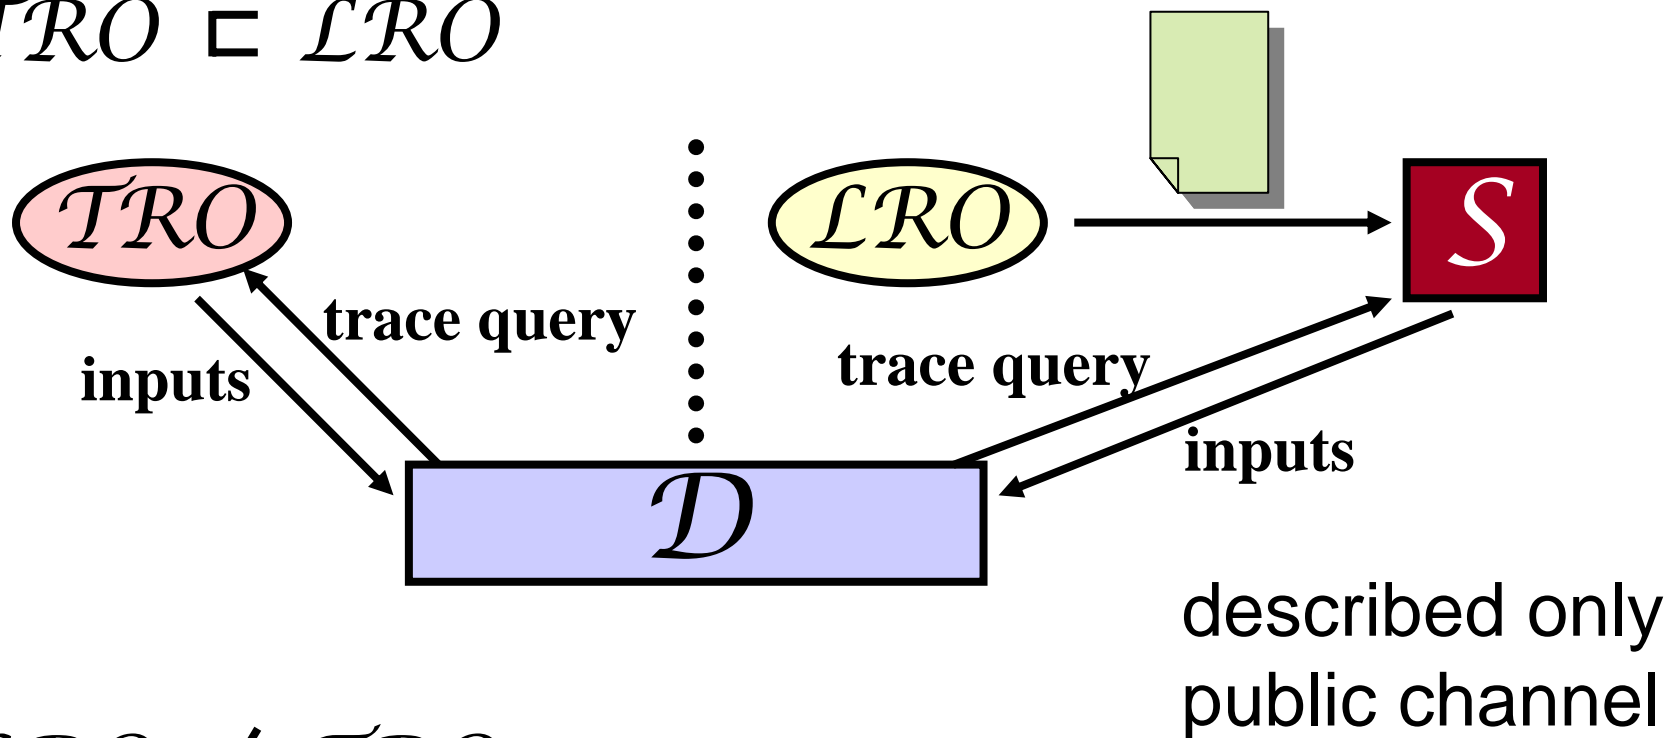 TRO ⊏ LRO
TRO
LRO
S
trace query
inputs
trace query
inputs
D
described only
public channel